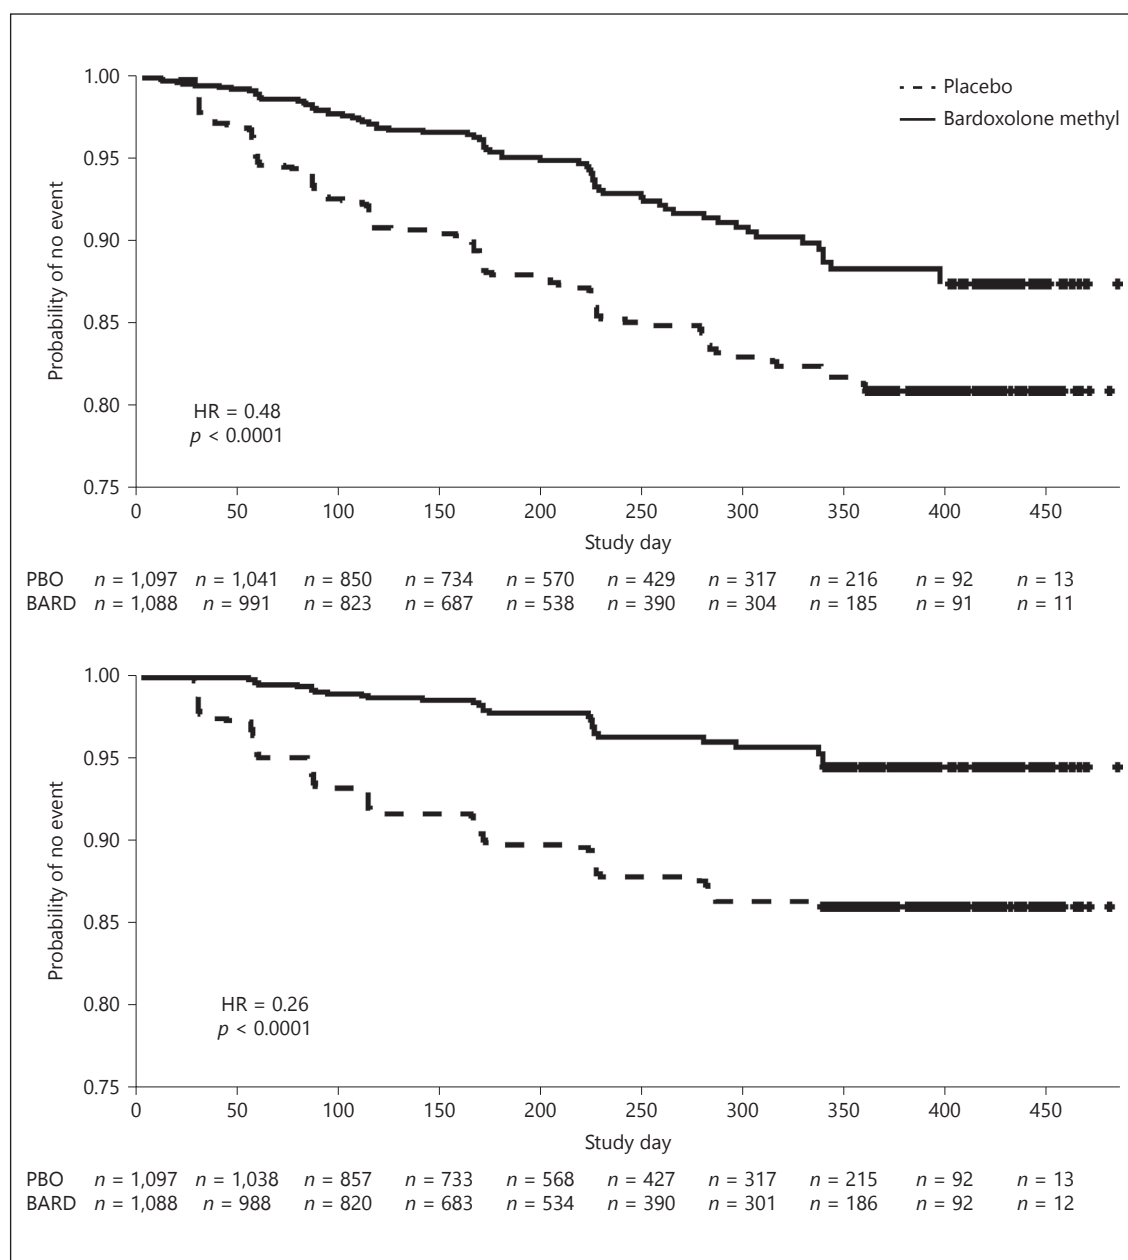 1.00
0.95
0.90
0.85
0.80
0.75
Probability of no event
Placebo
Bardoxolone methyl
HR = 0.48
p < 0.0001
0 50 100 150 200 250 300 350 400 450
Study day
PBO n = 1,097 n = 1,041 n = 850 n = 734 n = 570 n = 429 n = 317 n = 216 n = 92 n = 13
BARD n = 1,088 n = 991 n = 823 n = 687 n = 538 n = 390 n = 304 n = 185 n = 91 n = 11
1.00
0.95
0.90
0.85
0.80
0.75
Probability of no event
HR = 0.26
p < 0.0001
0 50 100 150 200 250 300 350 400 450
Study day
PBO n = 1,097 n = 1,038 n = 857 n = 733 n = 568 n = 427 n = 317 n = 215 n = 92 n = 13
BARD n = 1,088 n = 988 n = 820 n = 683 n = 534 n = 390 n = 301 n = 186 n = 92 n = 12